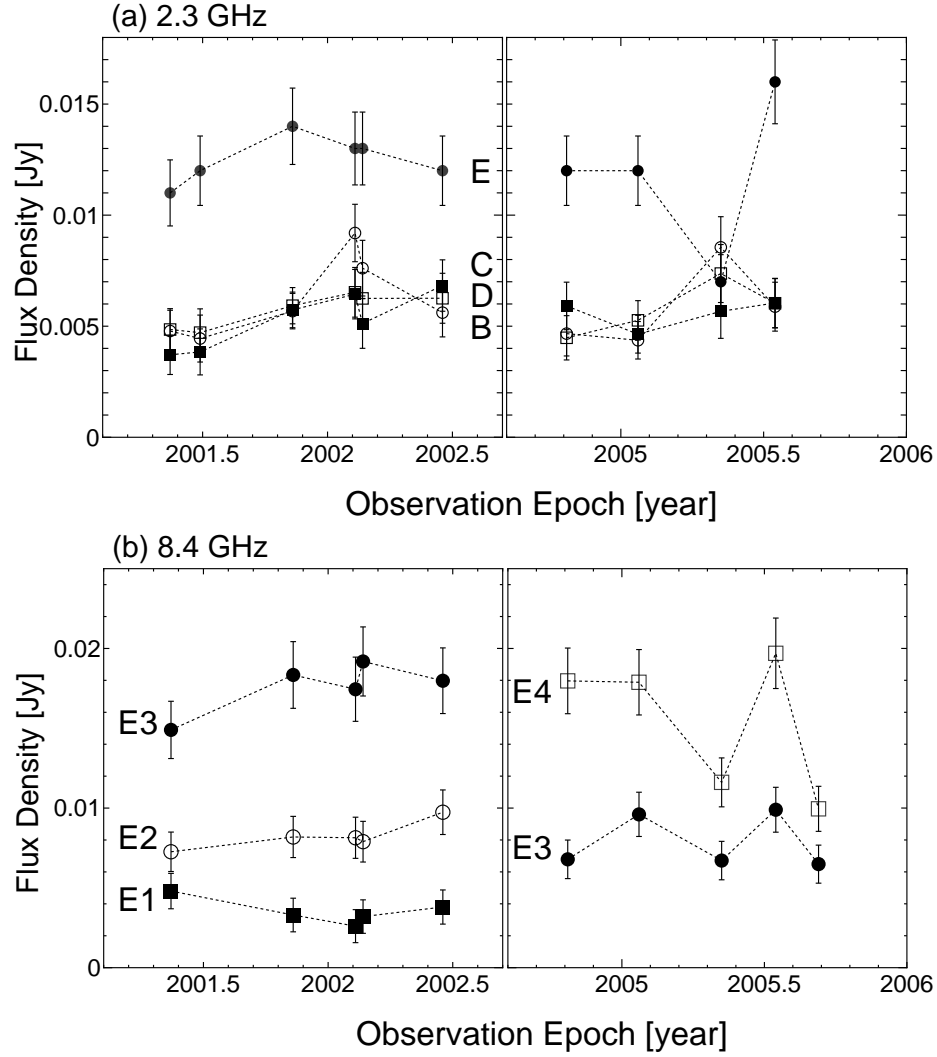 (a) 2.3 GHz
Flux Density [Jy]
0.015
0.01
0.005
0
E
C
D
B
2001.5 2002 2002.5 2005 2005.5 2006
Observation Epoch [year]
(b) 8.4 GHz
Flux Density [Jy]
0.02
0.01
0
E3
E2
E1
E4
E3
2001.5 2002 2002.5 2005 2005.5 2006
Observation Epoch [year]